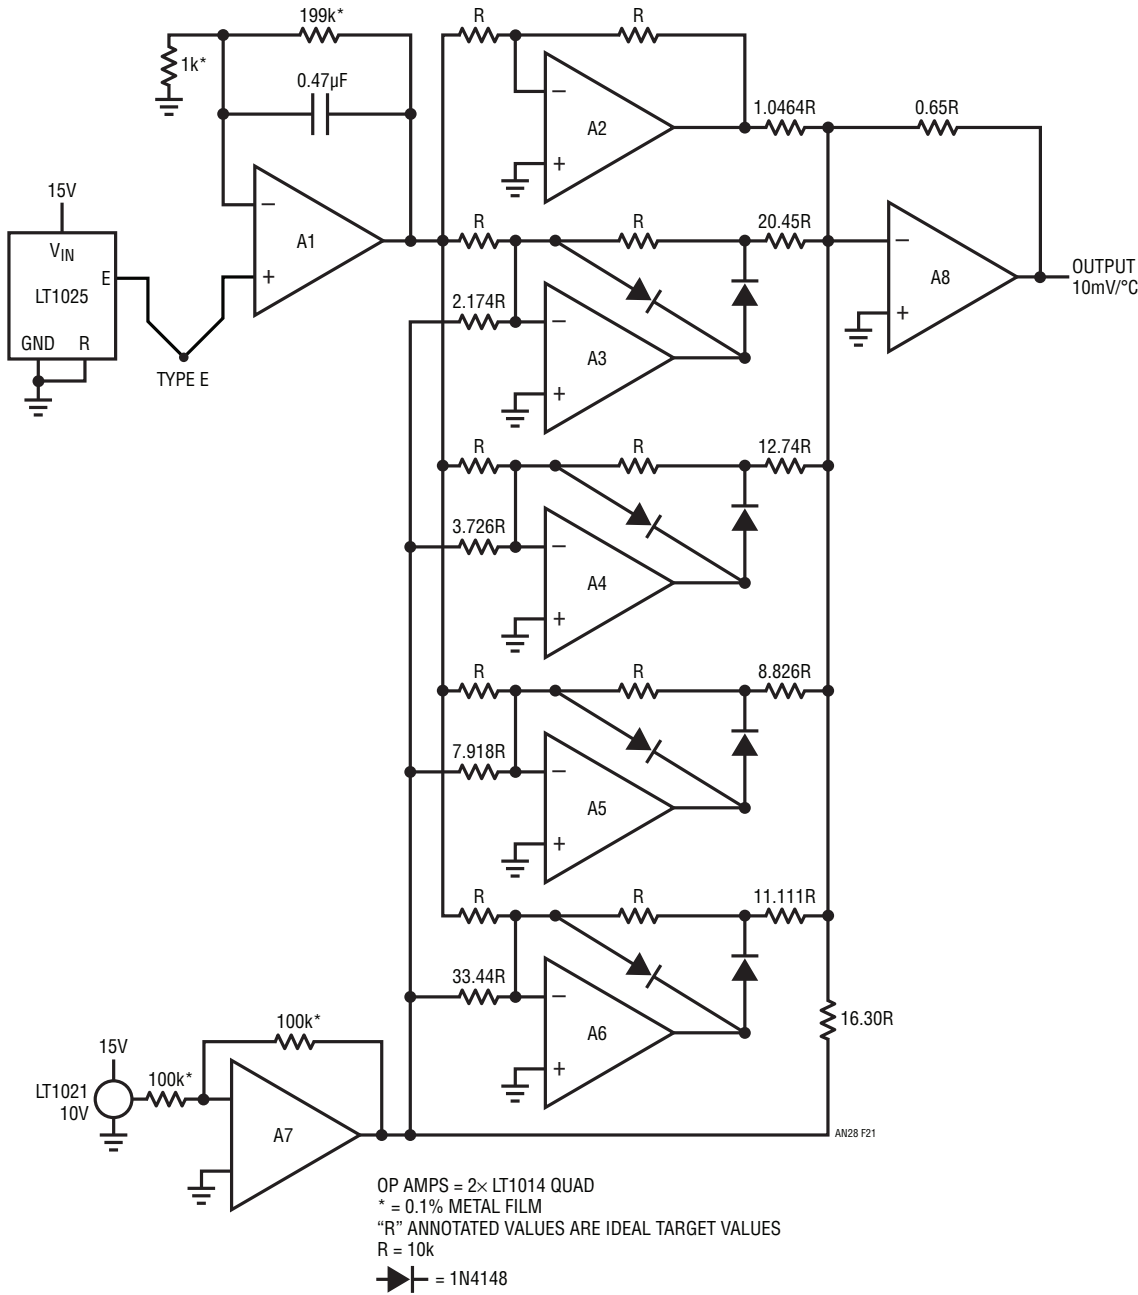 199k*
R
R
1k*
0.47µF
–
A2
+
1.0464R
0.65R
15V
VIN
E
LT1025
GND
R
TYPE E
–
A1
+
R
R
20.45R
2.174R
–
A3
+
–
A8
+
OUTPUT
10mV/°C
R
R
12.74R
3.726R
–
A4
+
R
R
8.826R
7.918R
–
A5
+
R
R
11.111R
33.44R
–
A6
+
16.30R
100k*
15V
100k*
LT1021
10V
A7
AN28 F21
OP AMPS = 2× LT1014 QUAD
* = 0.1% METAL FILM
“R” ANNOTATED VALUES ARE IDEAL TARGET VALUES
R = 10k
= 1N4148